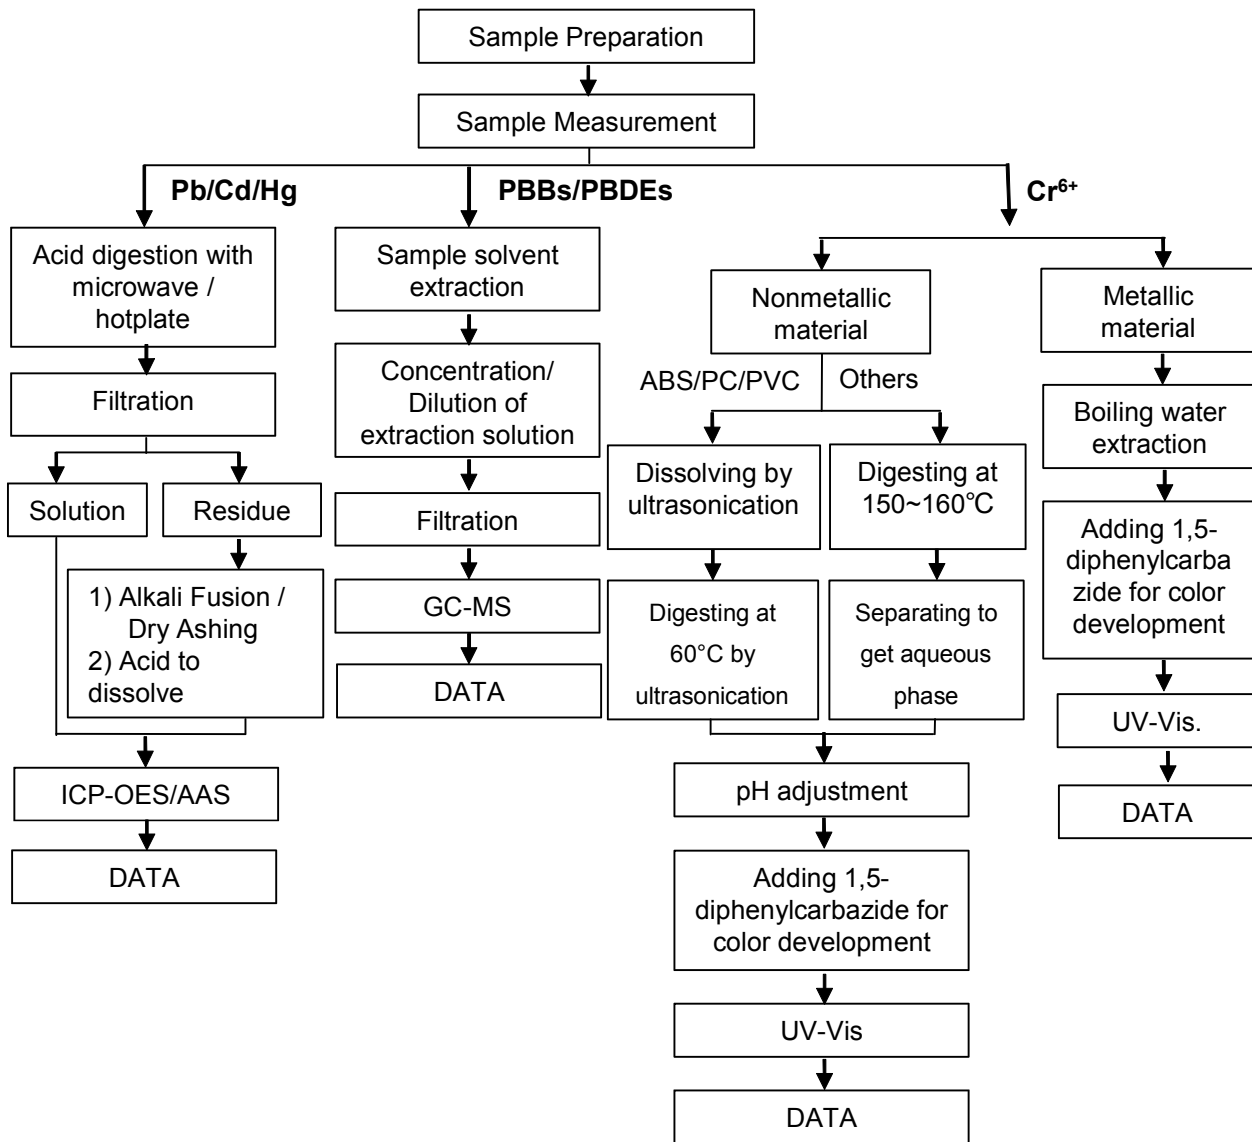 Sample Preparation
Sample Measurement
Pb/Cd/Hg
PBBs/PBDEs
Cr⁶⁺
Acid digestion with
microwave /
hotplate
Filtration
Solution
Residue
1) Alkali Fusion /
Dry Ashing
2) Acid to
dissolve
ICP-OES/AAS
DATA
Sample solvent
extraction
Concentration/
Dilution of
extraction solution
Filtration
GC-MS
DATA
Nonmetallic
material
ABS/PC/PVC
Others
Dissolving by
ultrasonication
Digesting at
60°C by
ultrasonication
Digesting at
150~160℃
Separating to
get aqueous
phase
pH adjustment
Adding 1,5-
diphenylcarbazide for
color development
UV-Vis
DATA
Metallic
material
Boiling water
extraction
Adding 1,5-
diphenylcarba
zide for color
development
UV-Vis.
DATA